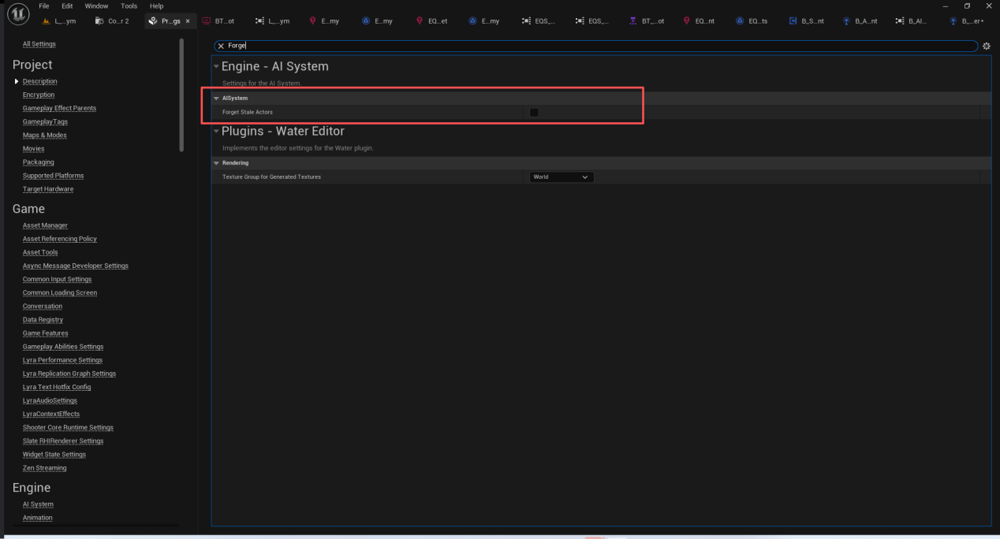 File Edit Window Tools Help
L_...ym Co...r 2 Pr...gs BT...ot L_...ym E...my E...my EQ...et E...my EQS_... EQS_... BT_...ot EQ...nt EQ...ts B_S...nt B_A...nt B_AI... B_...er•
All Settings
Project
Description
Encryption
Gameplay Effect Parents
GameplayTags
Maps & Modes
Movies
Packaging
Supported Platforms
Target Hardware
Game
Asset Manager
Asset Referencing Policy
Asset Tools
Async Message Developer Settings
Common Input Settings
Common Loading Screen
Conversation
Data Registry
Game Features
Gameplay Abilities Settings
Lyra Performance Settings
Lyra Replication Graph Settings
Lyra Text Hotfix Config
LyraAudioSettings
LyraContextEffects
Shooter Core Runtime Settings
Slate RHIRenderer Settings
Widget State Settings
Zen Streaming
Engine
AI System
Animation
Forge
Engine - AI System
Settings for the AI System.
AISystem
Forget Stale Actors
Plugins - Water Editor
Implements the editor settings for the Water plugin.
Rendering
Texture Group for Generated Textures World